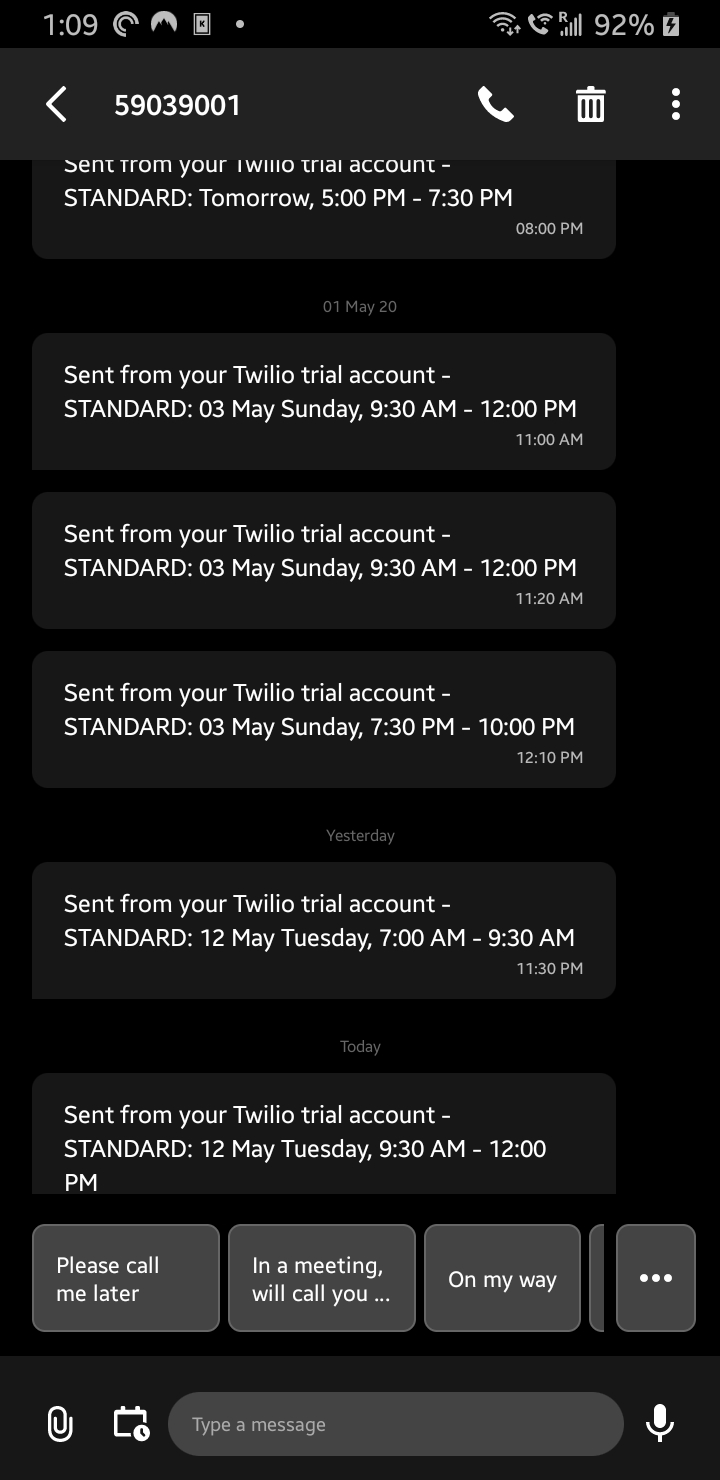 1:09
R
92%
59039001
Sent from your Twilio trial account -
STANDARD: Tomorrow, 5:00 PM - 7:30 PM
08:00 PM
01 May 20
Sent from your Twilio trial account -
STANDARD: 03 May Sunday, 9:30 AM - 12:00 PM
11:00 AM
Sent from your Twilio trial account -
STANDARD: 03 May Sunday, 9:30 AM - 12:00 PM
11:20 AM
Sent from your Twilio trial account -
STANDARD: 03 May Sunday, 7:30 PM - 10:00 PM
12:10 PM
Yesterday
Sent from your Twilio trial account -
STANDARD: 12 May Tuesday, 7:00 AM - 9:30 AM
11:30 PM
Today
Sent from your Twilio trial account -
STANDARD: 12 May Tuesday, 9:30 AM - 12:00
PM
Please call
me later
In a meeting,
will call you ...
On my way
Type a message